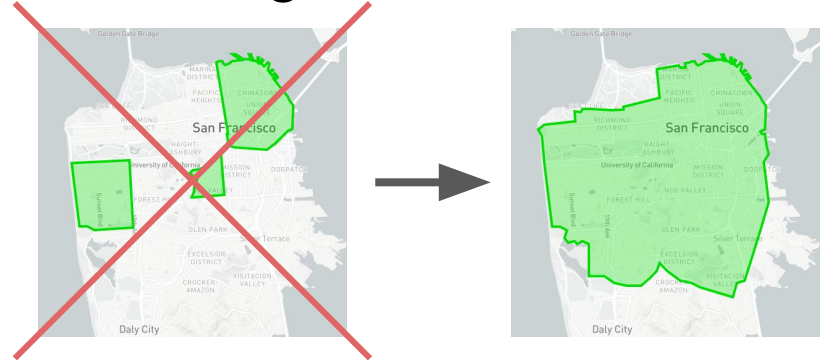 Golden Gate Bridge
MARINA
DISTRICT
PACIFIC
HEIGHTS
CHINATOWN
UNION
SQUARE
RICHMOND
DISTRICT
San Francisco
HAIGHT
ASHBURY
University of California
MISSION
DISTRICT
DOGPATCH
VALLEY
FOREST HILL
Sunset Blvd
GLEN PARK
Silver Terrace
EXCELSIOR
DISTRICT
VISITACION
VALLEY
CROCKER-
AMAZON
Daly City
Golden Gate Bridge
DISTRICT
PACIFIC
HEIGHTS
CHINATOWN
UNION
SQUARE
RICHMOND
DISTRICT
San Francisco
HAIGHT
ASHBURY
University of California
MISSION
DISTRICT
NOE VALLEY
FOREST HILL
Sunset Blvd
19th Ave
GLEN PARK
Silver Terrace
EXCELSIOR
DISTRICT
VISITACION
VALLEY
CROCKER-
AMAZON
Daly City